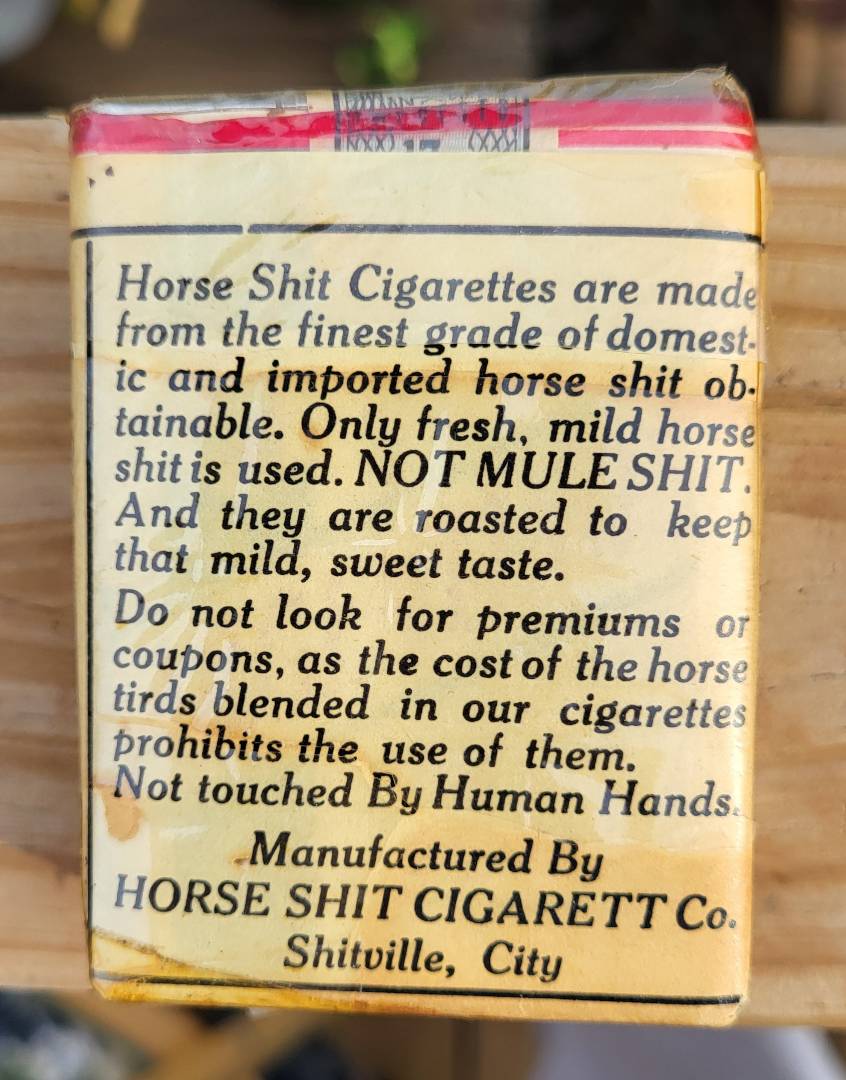 Horse Shit Cigarettes are made
from the finest grade of domest-
ic and imported horse shit ob-
tainable. Only fresh, mild horse
shit is used. NOT MULE SHIT.
And they are roasted to keep
that mild, sweet taste.
Do not look for premiums or
coupons, as the cost of the horse
tirds blended in our cigarettes
prohibits the use of them.
Not touched By Human Hands.
Manufactured By
HORSE SHIT CIGARETT Co.
Shitville, City